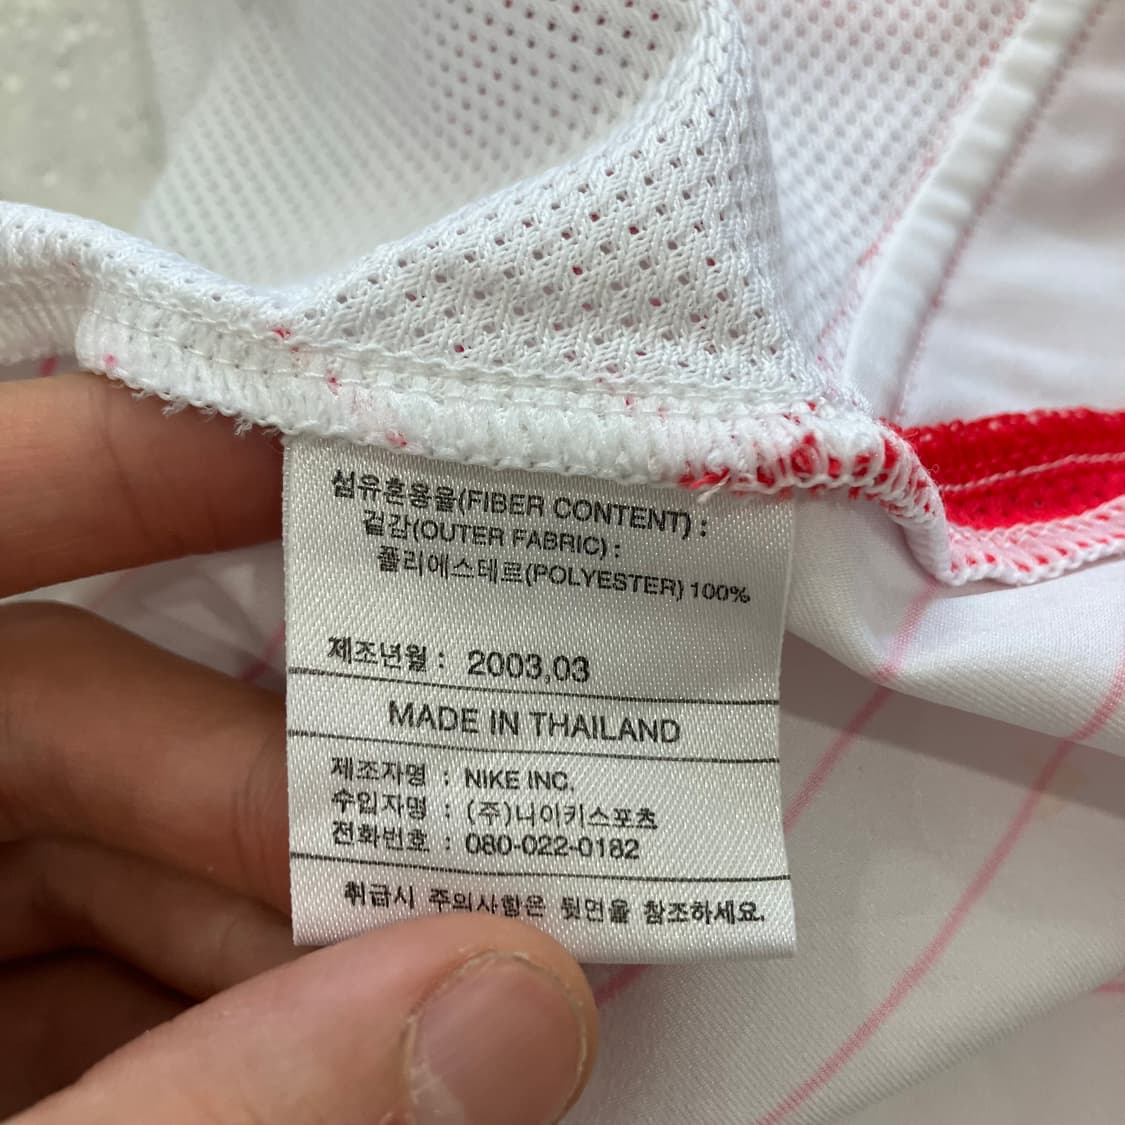 섬유혼용율(FIBER CONTENT) :
겉감(OUTER FABRIC) :
폴리에스테르(POLYESTER) 100%
제조년월 : 2003,03
MADE IN THAILAND
제조자명 : NIKE INC.
수입자명 : (주)나이키스포츠
전화번호 : 080-022-0182
취급시 주의사항은 뒷면을 참조하세요.